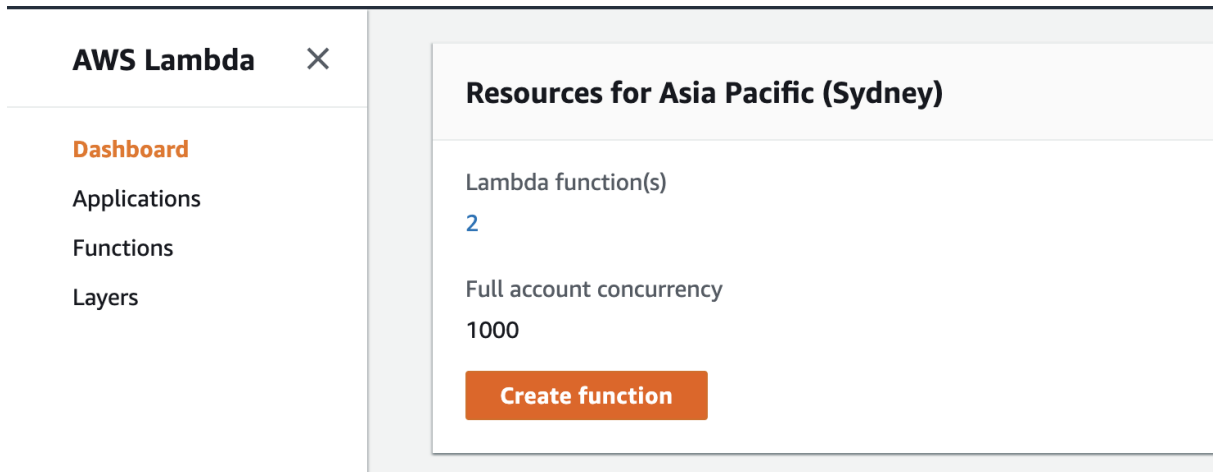 AWS Lambda
Dashboard
Applications
Functions
Layers
Resources for Asia Pacific (Sydney)
Lambda function(s)
2
Full account concurrency
1000
Create function